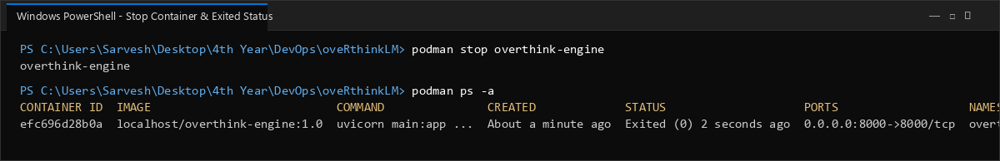 Windows PowerShell - Stop Container & Exited Status
PS C:\Users\Sarvesh\Desktop\4th Year\DevOps\oveRthinkLM> podman stop overthink-engine
overthink-engine
PS C:\Users\Sarvesh\Desktop\4th Year\DevOps\oveRthinkLM> podman ps -a
CONTAINER ID  IMAGE                           COMMAND               CREATED             STATUS                    PORTS                   NAMES
efc696d28b0a  localhost/overthink-engine:1.0  uvicorn main:app ...  About a minute ago  Exited (0) 2 seconds ago  0.0.0.0:8000->8000/tcp  over